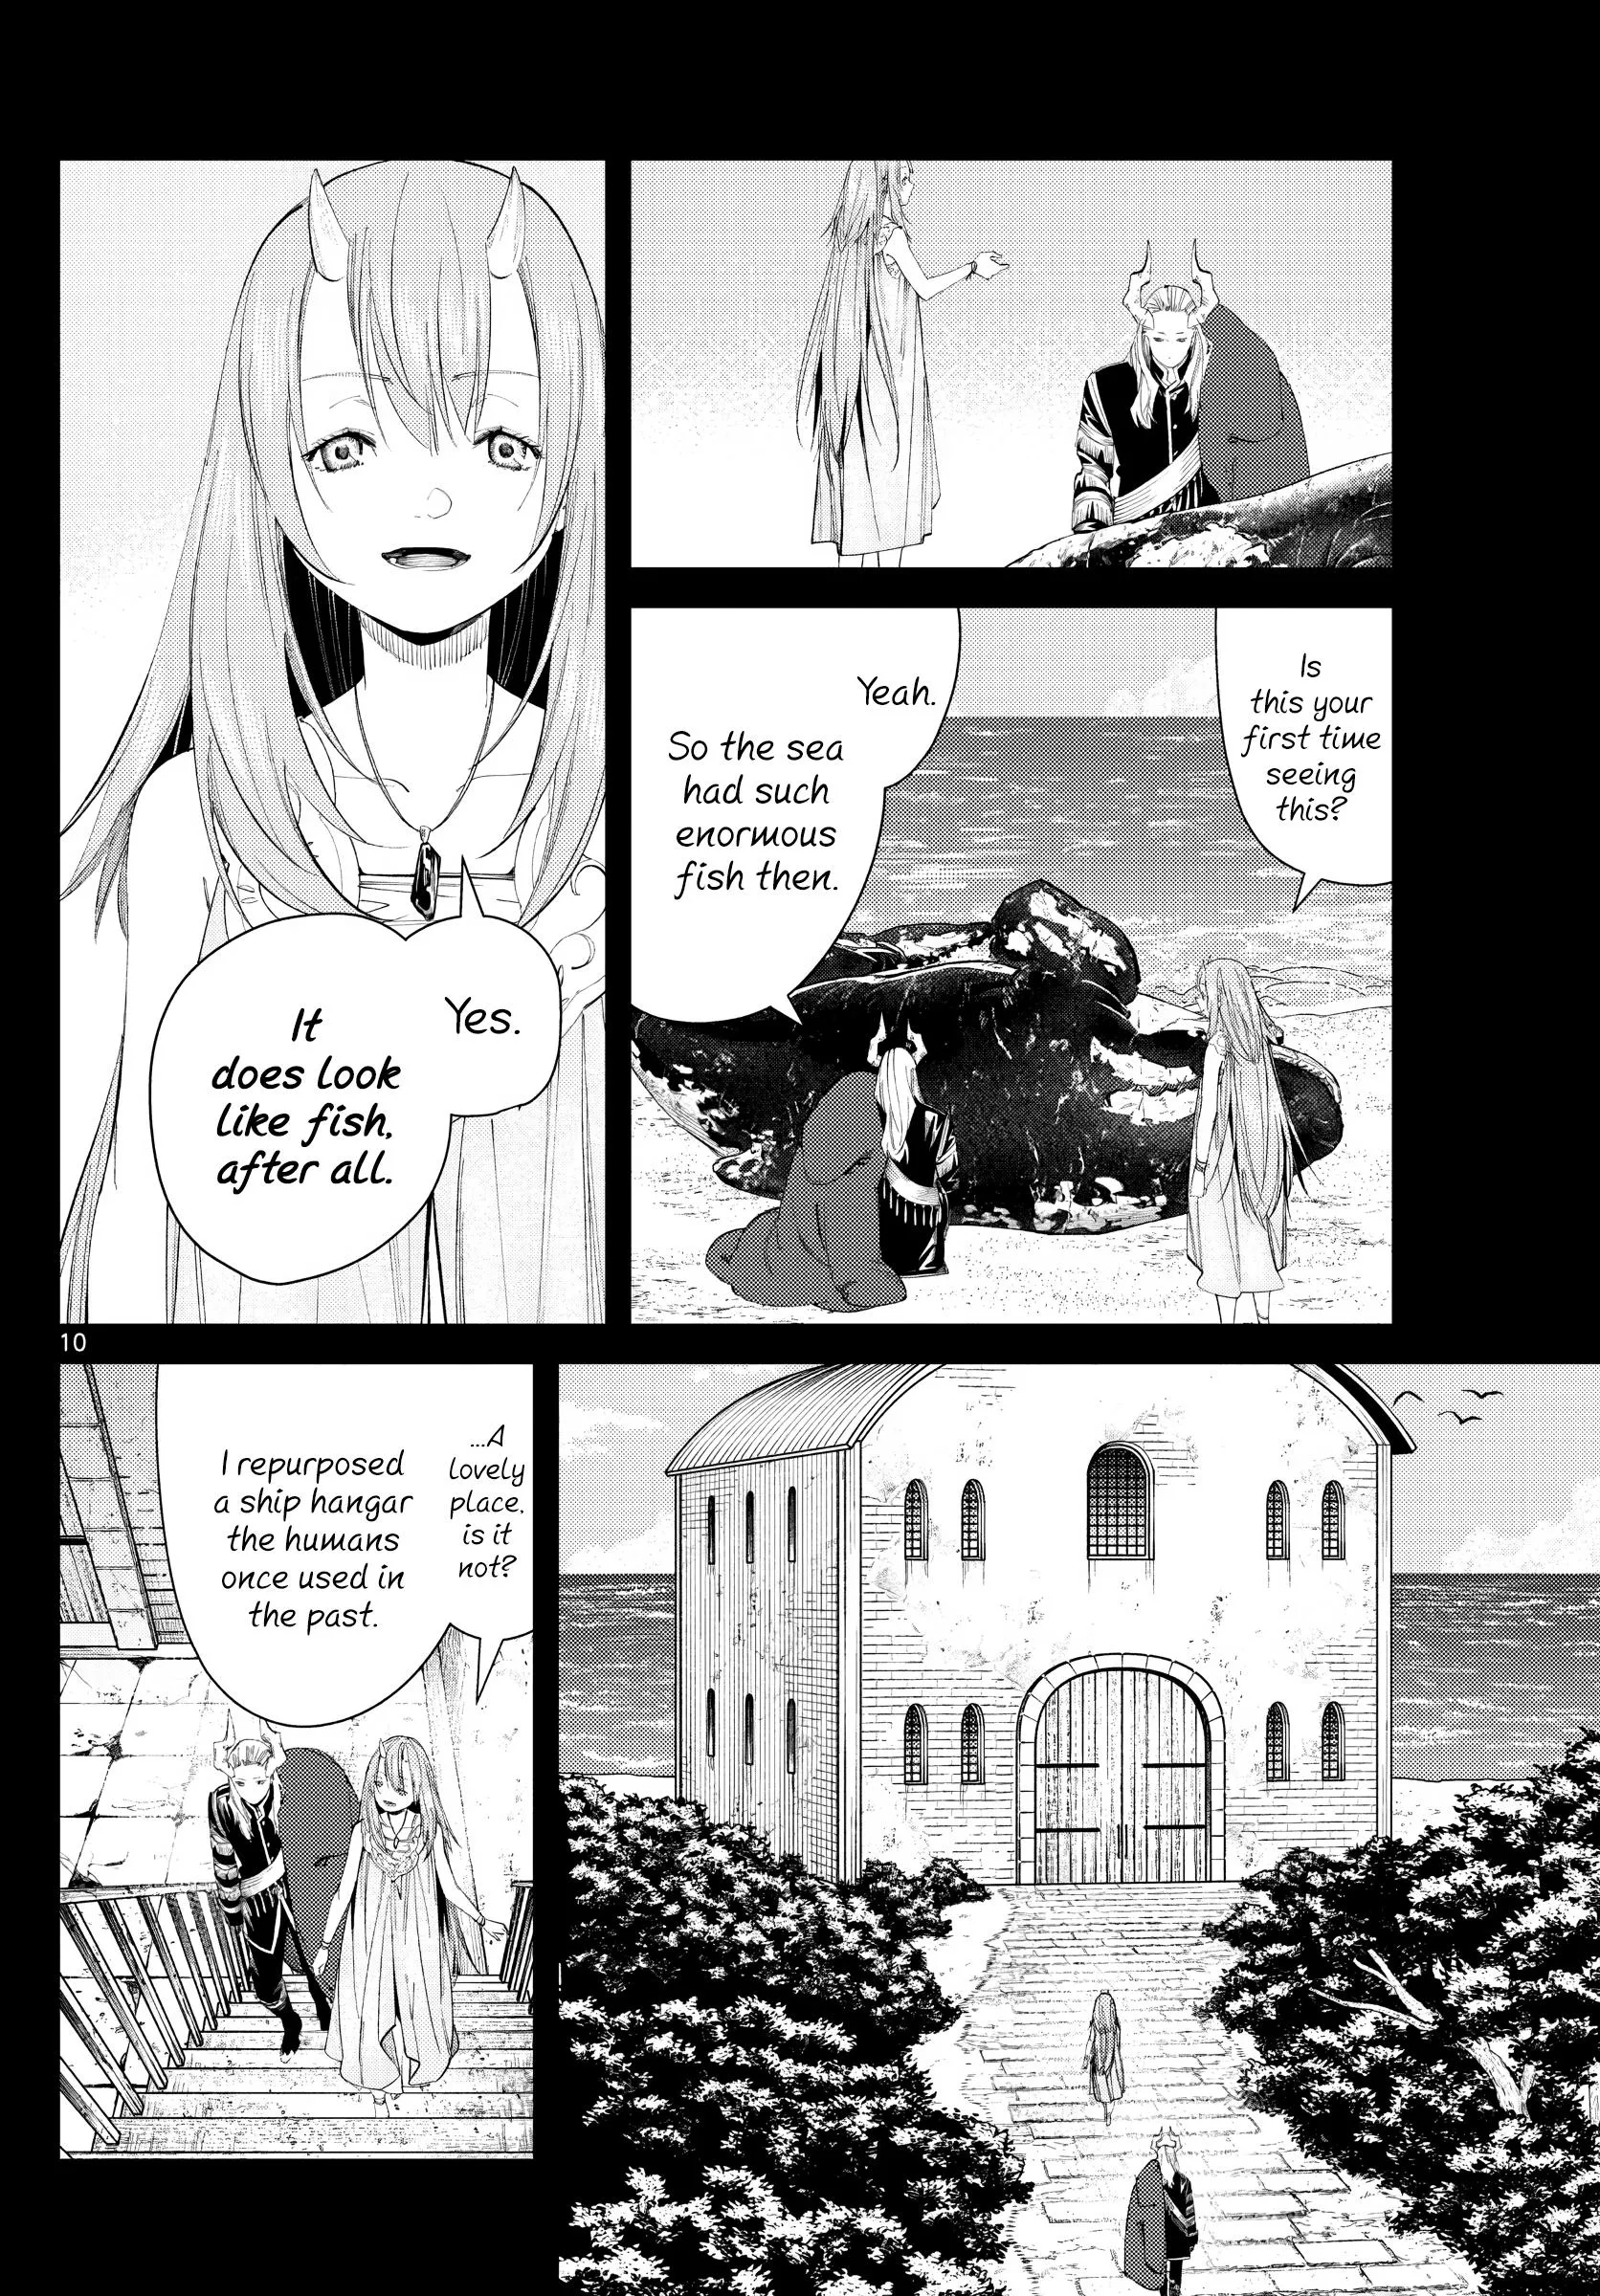 Is
this your
first time
seeing
this?
Yeah.
So the sea
had such
enormous
fish then.
Yes.
It
does look
like fish,
after all.
10
...A
lovely
place,
is it
not?
I repurposed
a ship hangar
the humans
once used in
the past.